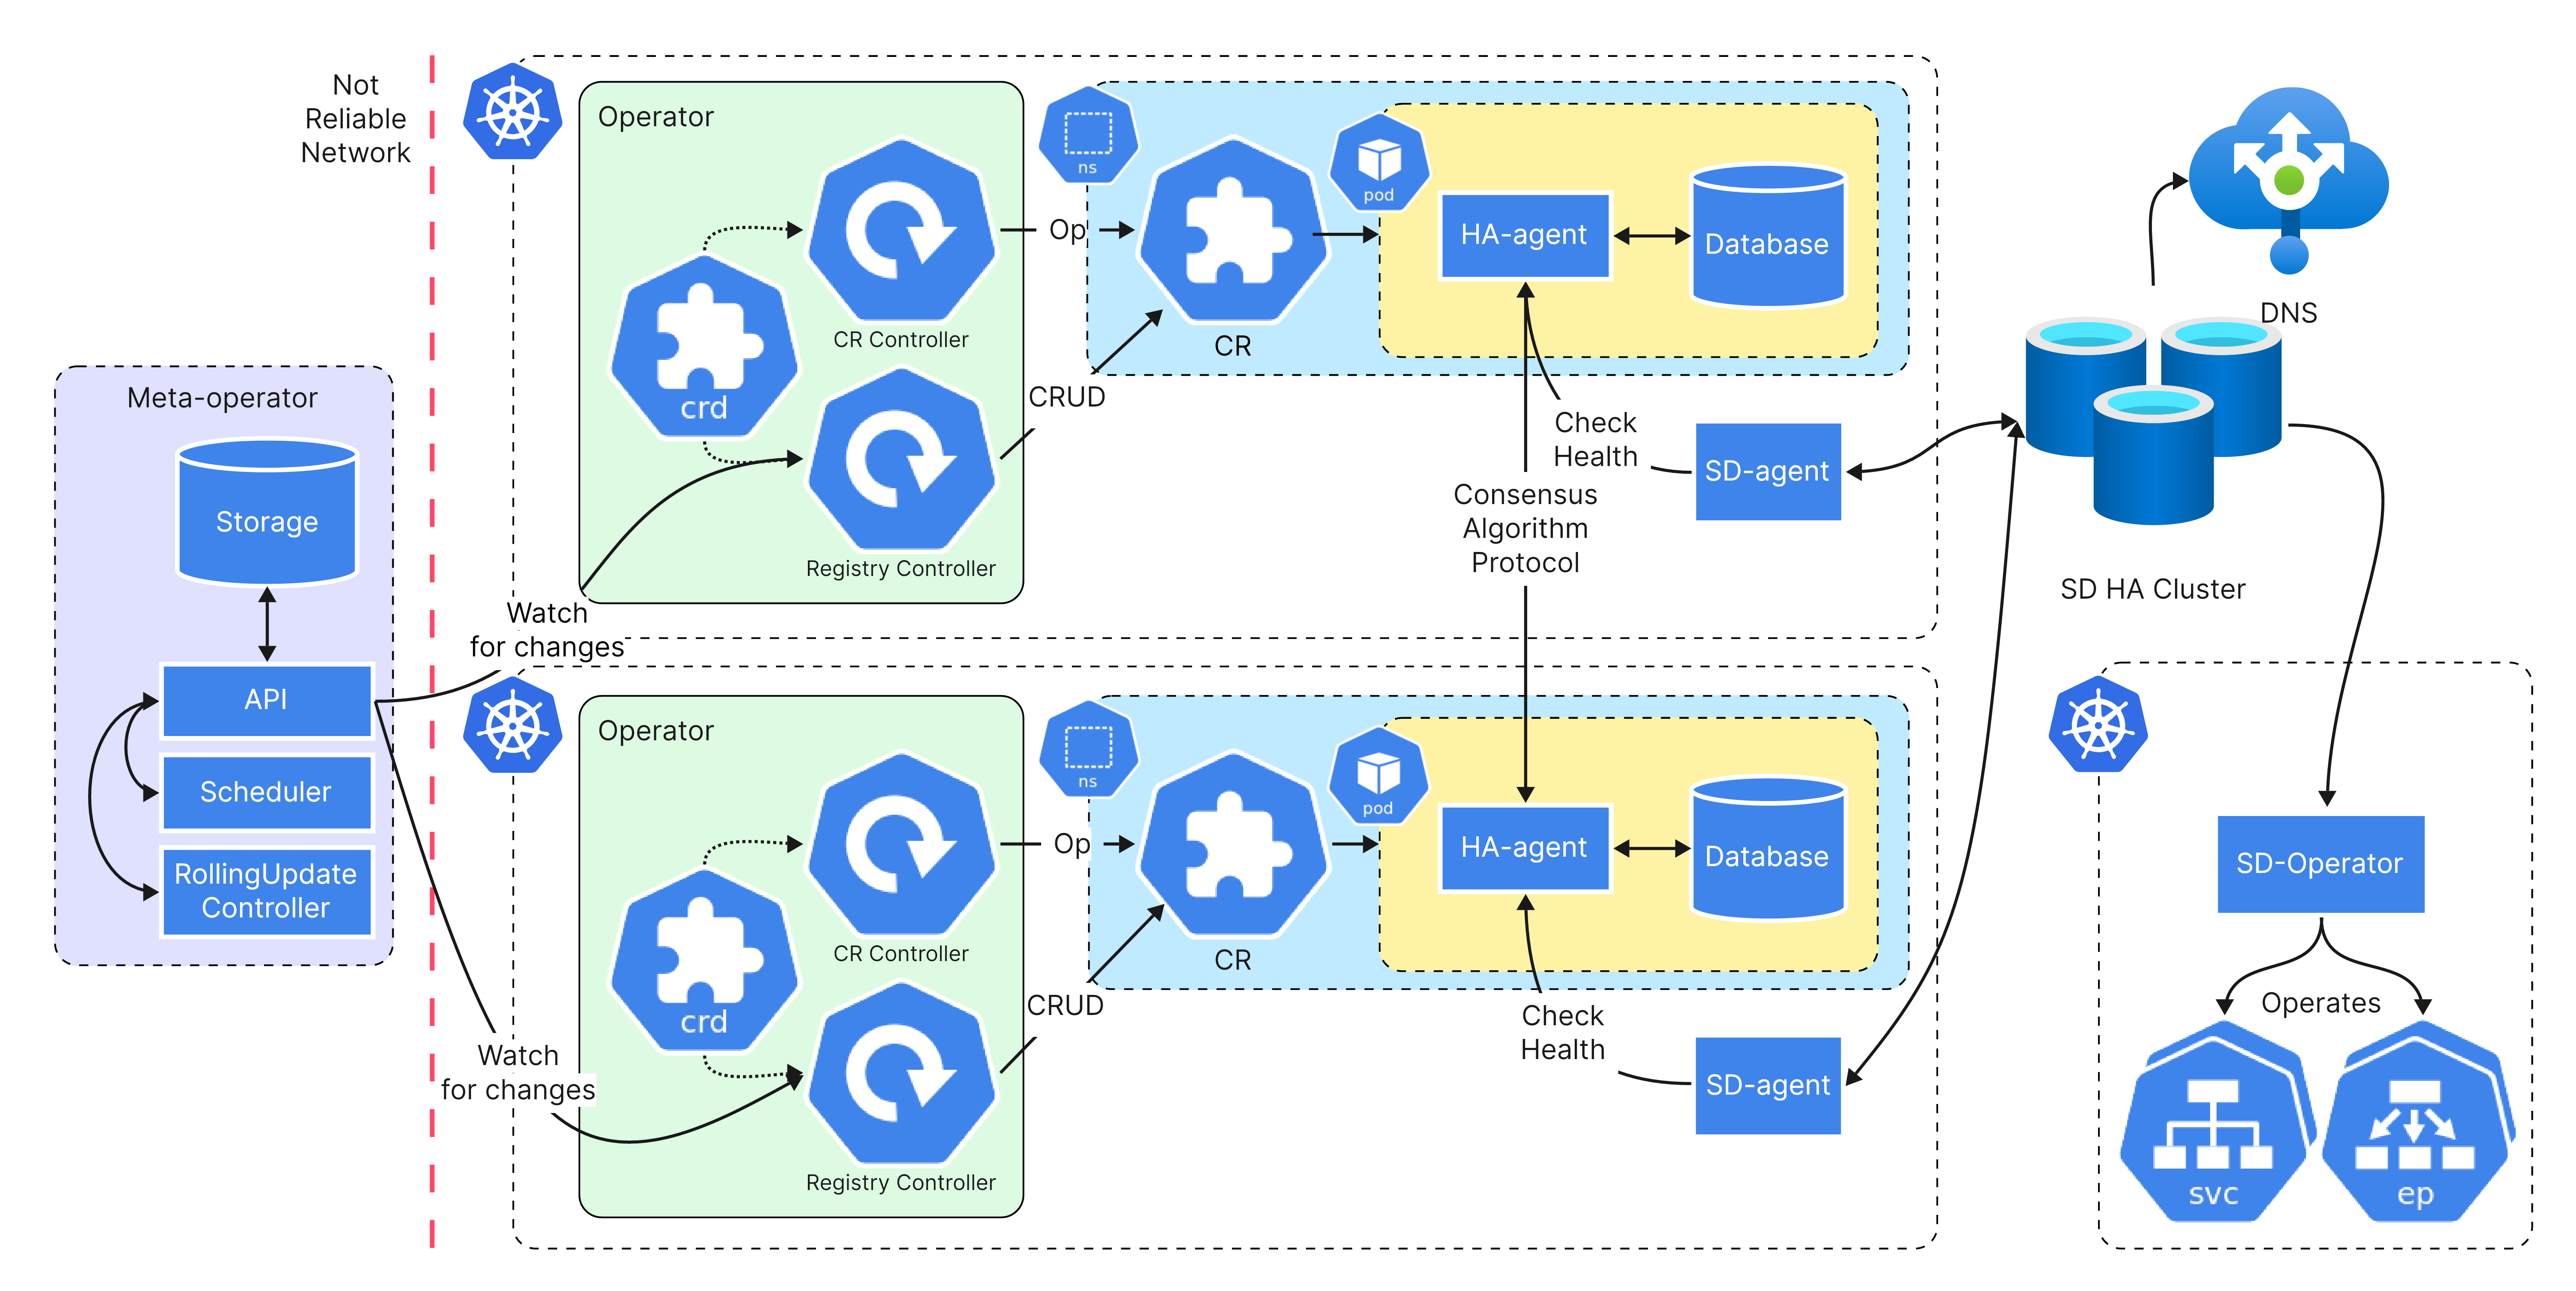 Not
Reliable
Network
Meta-operator
Storage
API
Scheduler
RollingUpdate
Controller
Watch
for changes
Watch
for changes
Operator
crd
CR Controller
Registry Controller
Op
CRUD
ns
CR
pod
HA-agent
Database
Check
Health
SD-agent
Consensus
Algorithm
Protocol
Operator
crd
CR Controller
Registry Controller
Op
CRUD
ns
CR
pod
HA-agent
Database
Check
Health
SD-agent
DNS
SD HA Cluster
SD-Operator
Operates
svc
ep